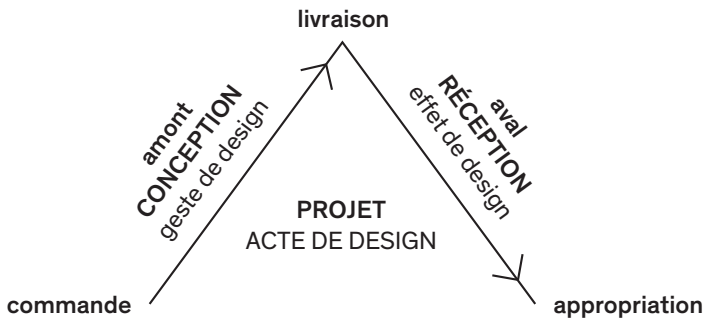 livraison
amont
CONCEPTION
geste de design
aval
RÉCEPTION
effet de design
PROJET
ACTE DE DESIGN
commande
appropriation